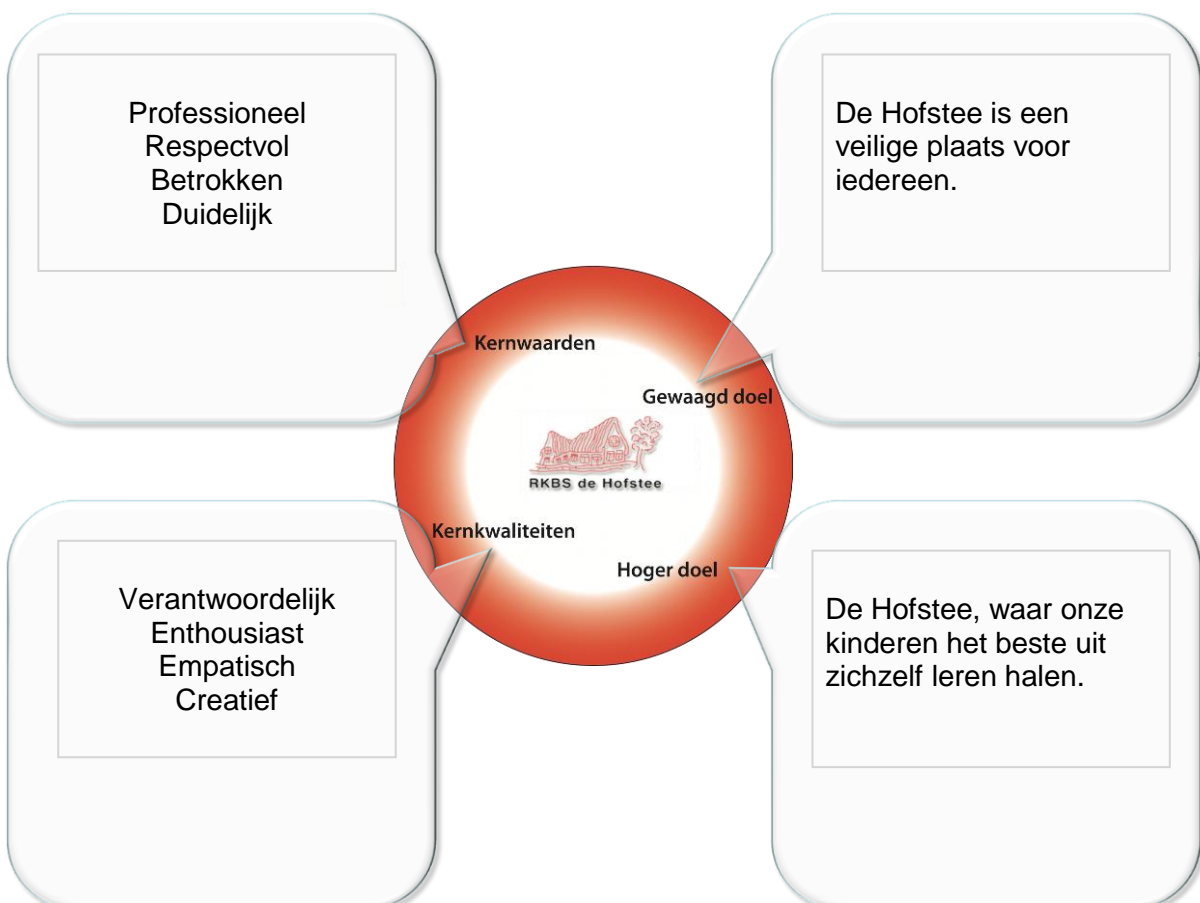 Professioneel
Respectvol
Betrokken
Duidelijk
De Hofstee is een
veilige plaats voor
iedereen.
Kernwaarden
Gewaagd doel
RKBS de Hofstee
Kernkwaliteiten
Hoger doel
Verantwoordelijk
Enthousiast
Empatisch
Creatief
De Hofstee, waar onze
kinderen het beste uit
zichzelf leren halen.